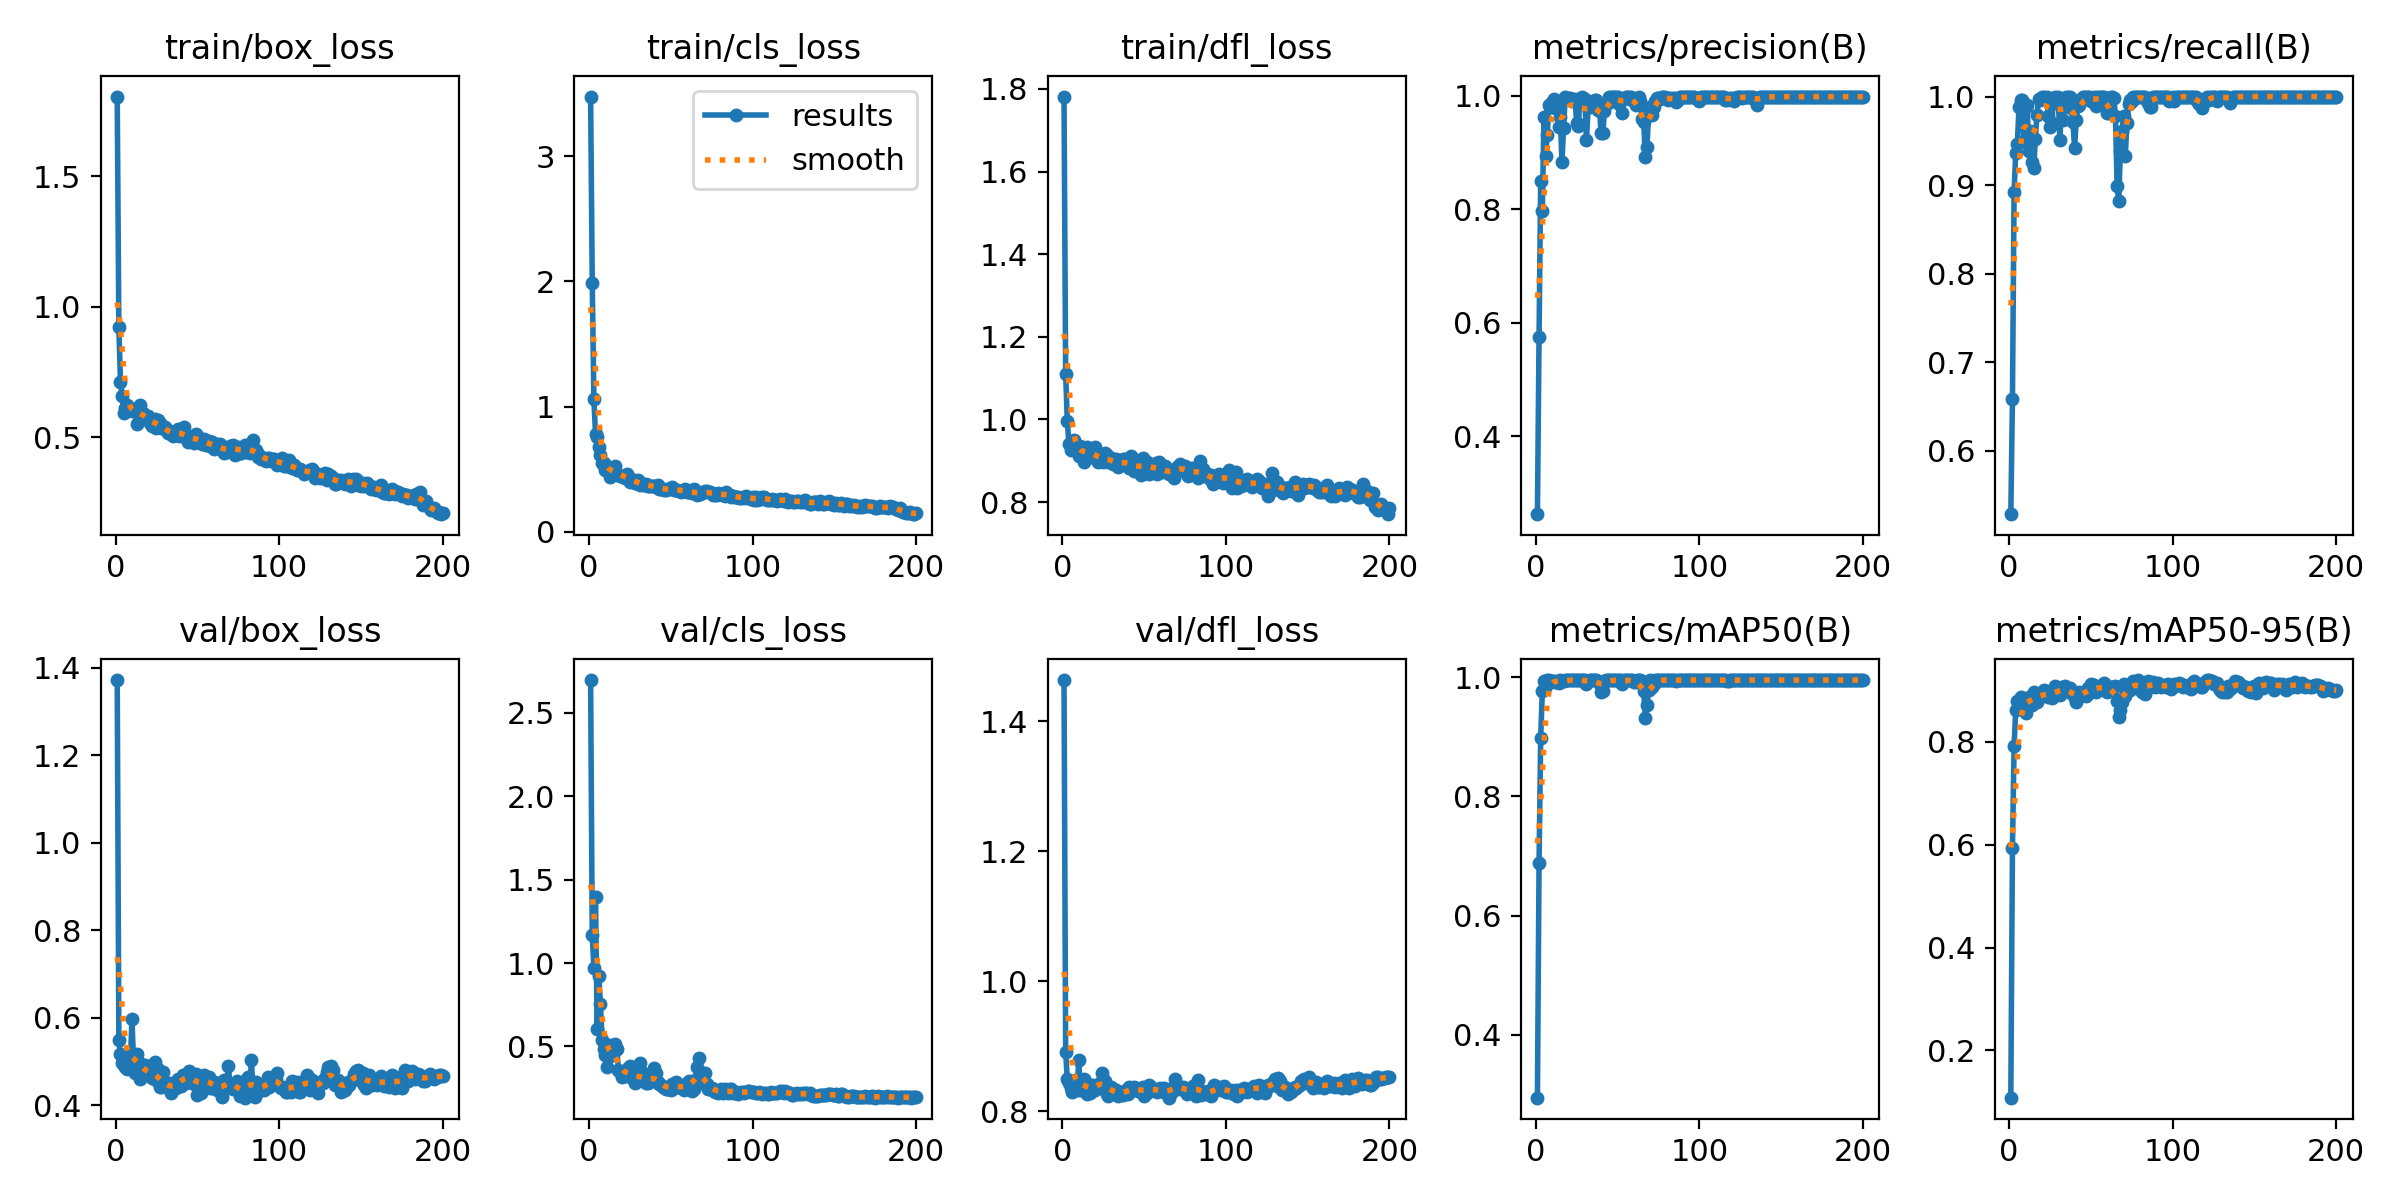 train/box_loss
1.5
1.0
0.5
0 100 200
train/cls_loss
results
smooth
3
2
1
0
0 100 200
train/dfl_loss
1.8
1.6
1.4
1.2
1.0
0.8
0 100 200
metrics/precision(B)
1.0
0.8
0.6
0.4
0 100 200
metrics/recall(B)
1.0
0.9
0.8
0.7
0.6
0 100 200
val/box_loss
1.4
1.2
1.0
0.8
0.6
0.4
0 100 200
val/cls_loss
2.5
2.0
1.5
1.0
0.5
0 100 200
val/dfl_loss
1.4
1.2
1.0
0.8
0 100 200
metrics/mAP50(B)
1.0
0.8
0.6
0.4
0 100 200
metrics/mAP50-95(B)
0.8
0.6
0.4
0.2
0 100 200